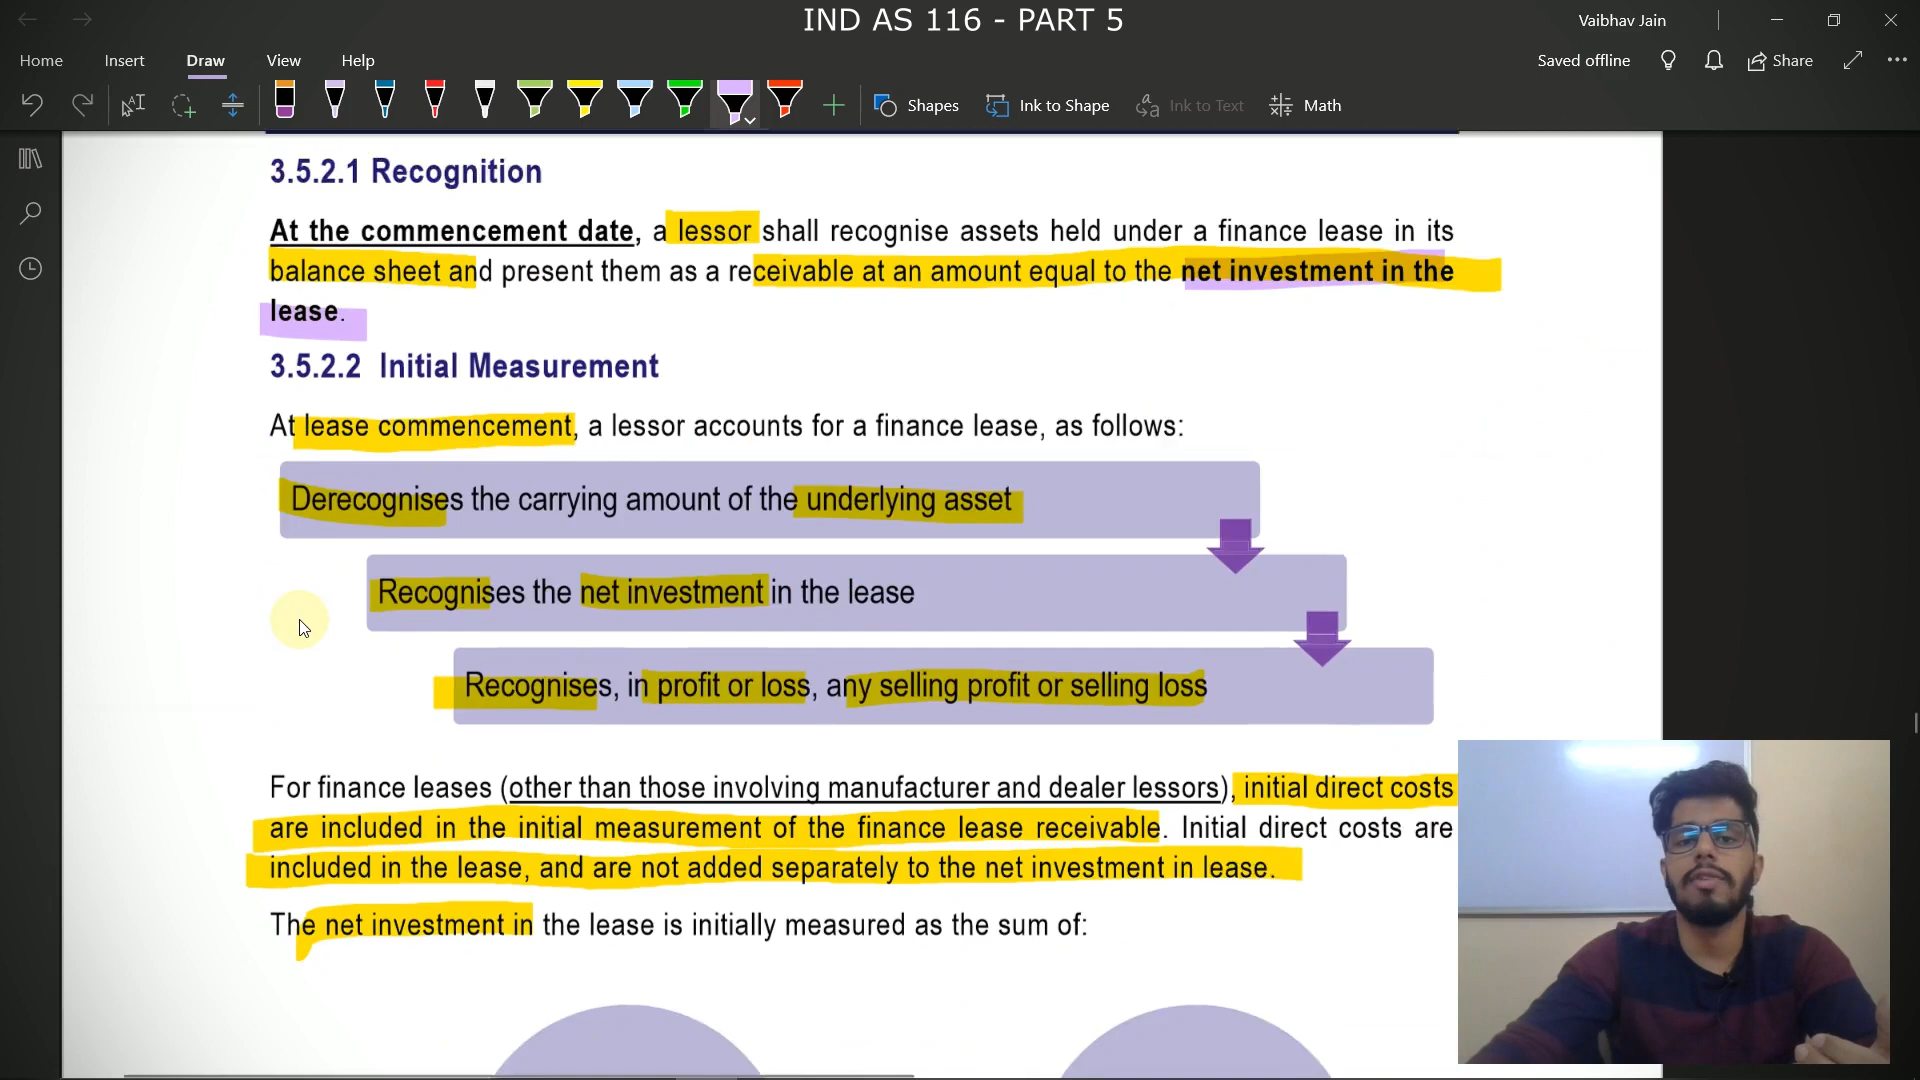 IND AS 116 - PART 5
Vaibhav Jain
Home Insert Draw View Help
Saved offline Share
Shapes Ink to Shape Ink to Text Math
3.5.2.1 Recognition
At the commencement date, a lessor shall recognise assets held under a finance lease in its
balance sheet and present them as a receivable at an amount equal to the net investment in the
lease.
3.5.2.2 Initial Measurement
At lease commencement, a lessor accounts for a finance lease, as follows:
Derecognises the carrying amount of the underlying asset
Recognises the net investment in the lease
Recognises, in profit or loss, any selling profit or selling loss
For finance leases (other than those involving manufacturer and dealer lessors), initial direct costs
are included in the initial measurement of the finance lease receivable. Initial direct costs are
included in the lease, and are not added separately to the net investment in lease.
The net investment in the lease is initially measured as the sum of: